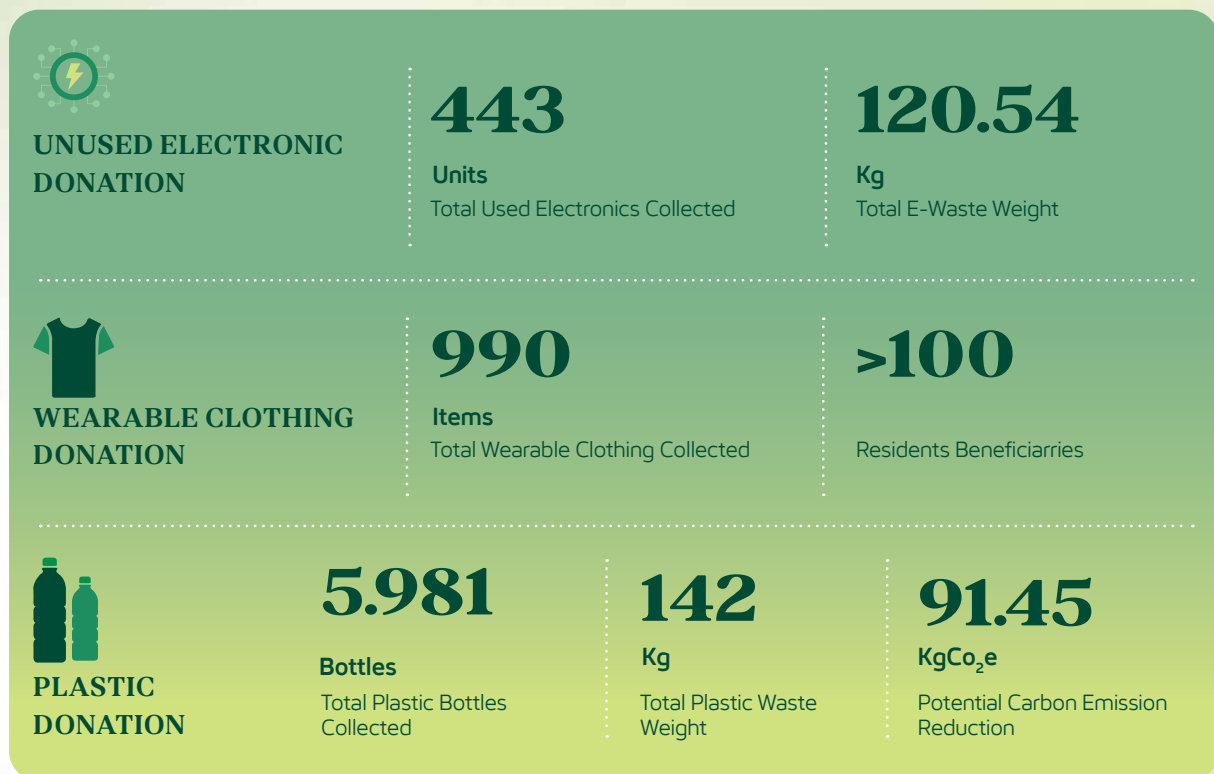 UNUSED ELECTRONIC
DONATION
443
Units
Total Used Electronics Collected
120.54
Kg
Total E-Waste Weight
WEARABLE CLOTHING
DONATION
990
Items
Total Wearable Clothing Collected
>100
Residents Beneficiarries
PLASTIC
DONATION
5.981
Bottles
Total Plastic Bottles
Collected
142
Kg
Total Plastic Waste
Weight
91.45
KgCo₂e
Potential Carbon Emission
Reduction